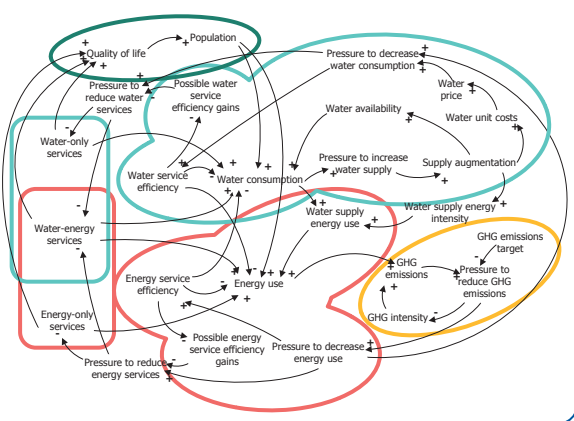 Population
Quality of life
Pressure to decrease
water consumption
Pressure to
reduce water
services
Possible water
service
efficiency gains
Water
price
Water availability
Water unit costs
Water-only
services
Pressure to increase
water supply
Supply augmentation
Water service
efficiency
Water consumption
Water supply
energy use
Water supply energy
intensity
Water-energy
services
GHG emissions
target
GHG
emissions
Pressure to
reduce GHG
emissions
Energy service
efficiency
Energy use
Energy-only
services
GHG intensity
Possible energy
service efficiency
gains
Pressure to decrease
energy use
Pressure to reduce
energy services